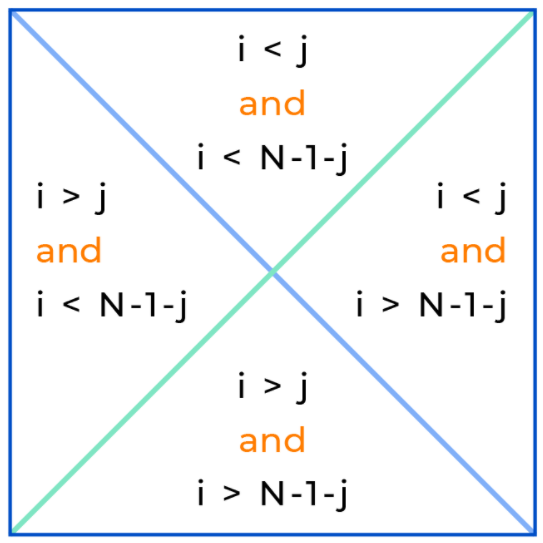 i < j
and
i < N-1-j
i > j
and
i < N-1-j
i < j
and
i > N-1-j
i > j
and
i > N-1-j